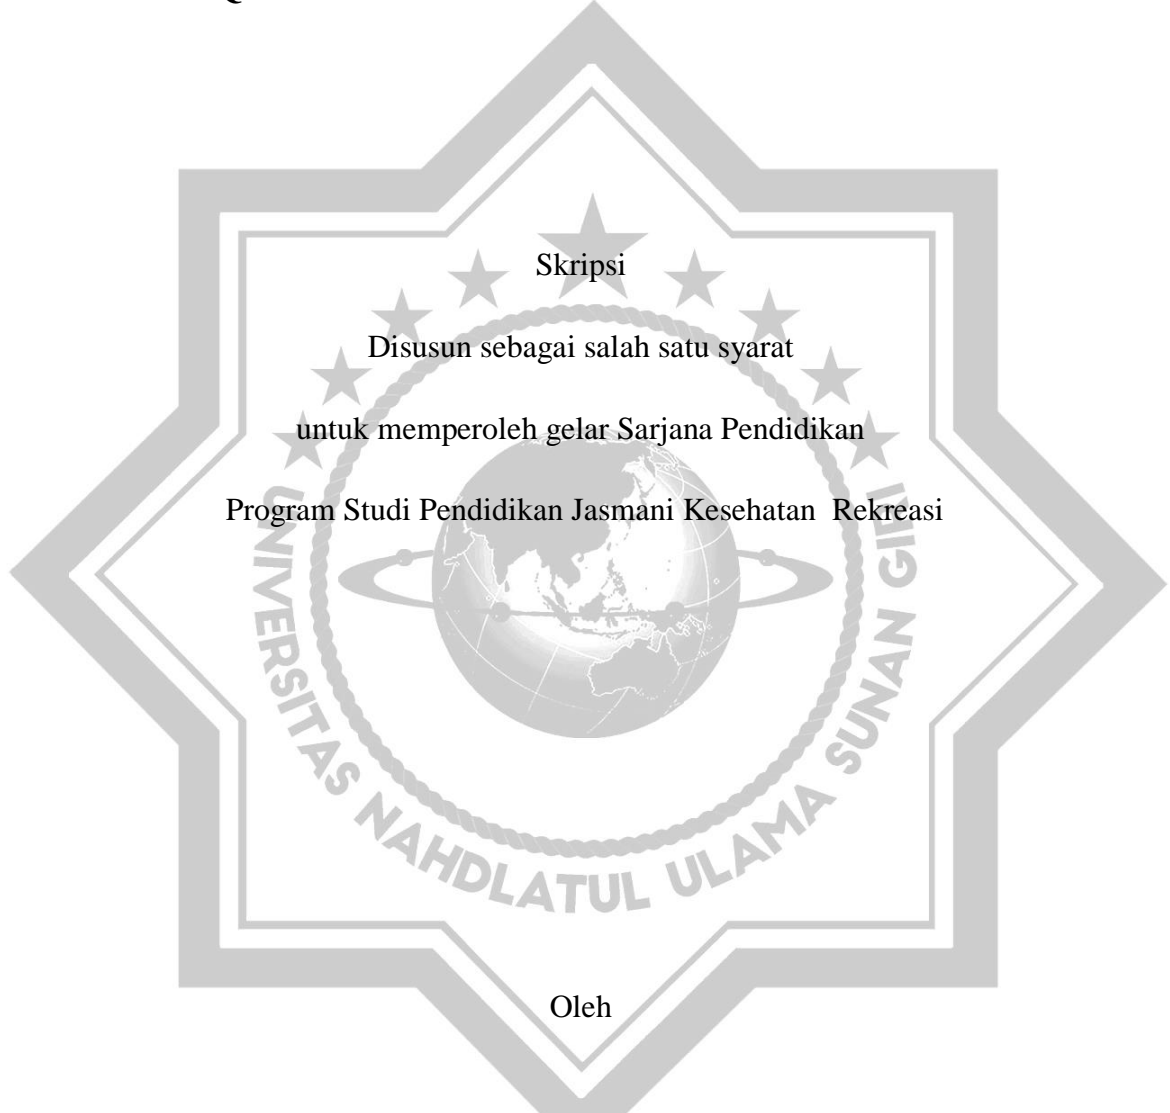 Skripsi
Disusun sebagai salah satu syarat
untuk memperoleh gelar Sarjana Pendidikan
Program Studi Pendidikan Jasmani Kesehatan  Rekreasi
UNIVERSITAS NAHDLATUL ULAMA SUNAN GIRI
Oleh